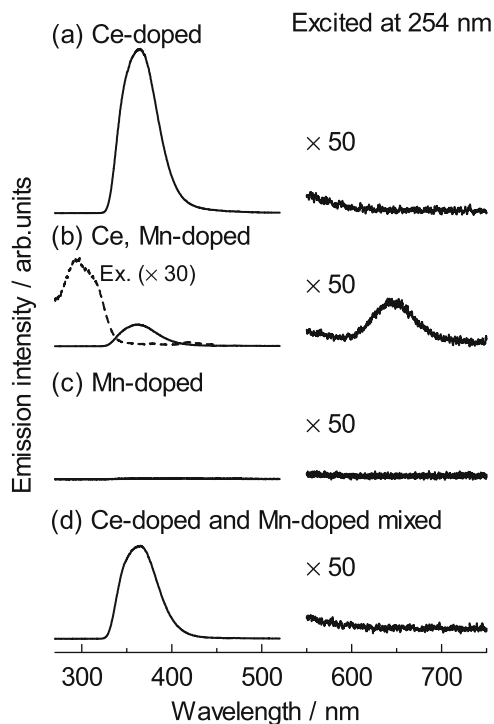 Excited at 254 nm
(a) Ce-doped
× 50
(b) Ce, Mn-doped
Ex. (× 30)
× 50
(c) Mn-doped
× 50
(d) Ce-doped and Mn-doped mixed
× 50
Emission intensity / arb.units
300 400 500 600 700
Wavelength / nm